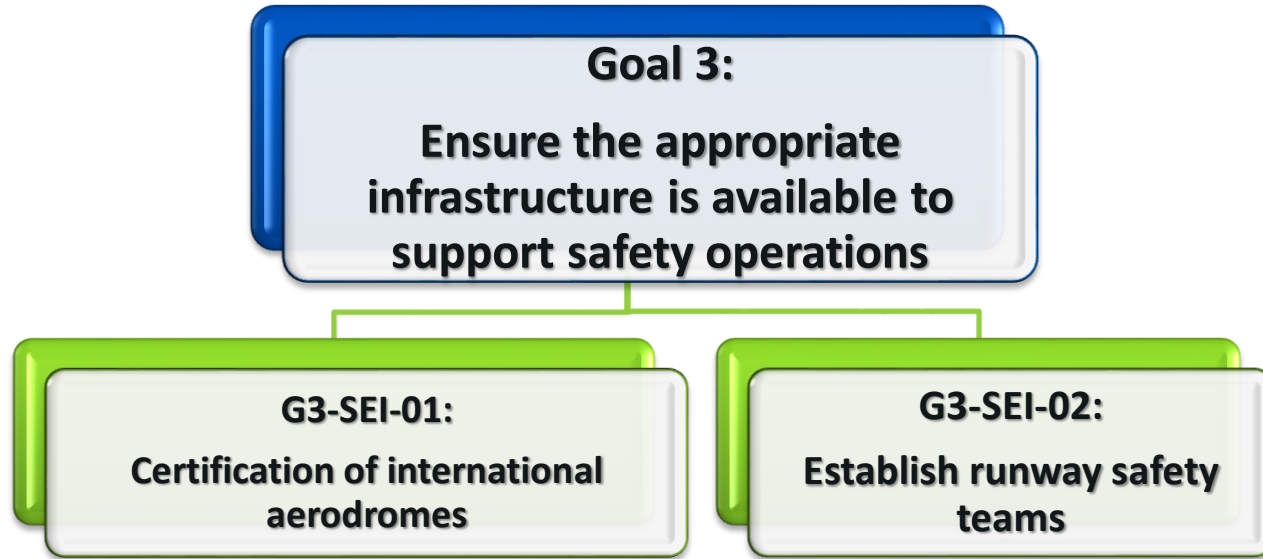 Goal 3:
Ensure the appropriate
infrastructure is available to
support safety operations
G3-SEI-01:
Certification of international
aerodromes
G3-SEI-02:
Establish runway safety
teams